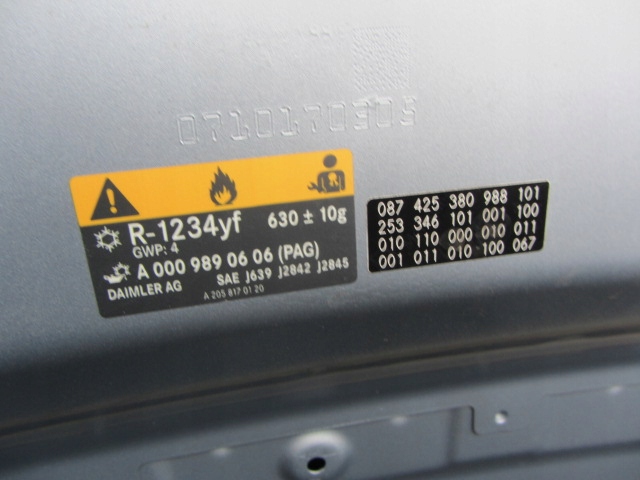 0710170303
R-1234yf 630 ± 10g
GWP: 4
A 000 989 06 06 (PAG)
SAE J639 J2842 J2845
DAIMLER AG
A 205 817 01 20
087 425 380 988 101
253 346 101 001 100
010 110 000 010 011
001 011 010 100 067